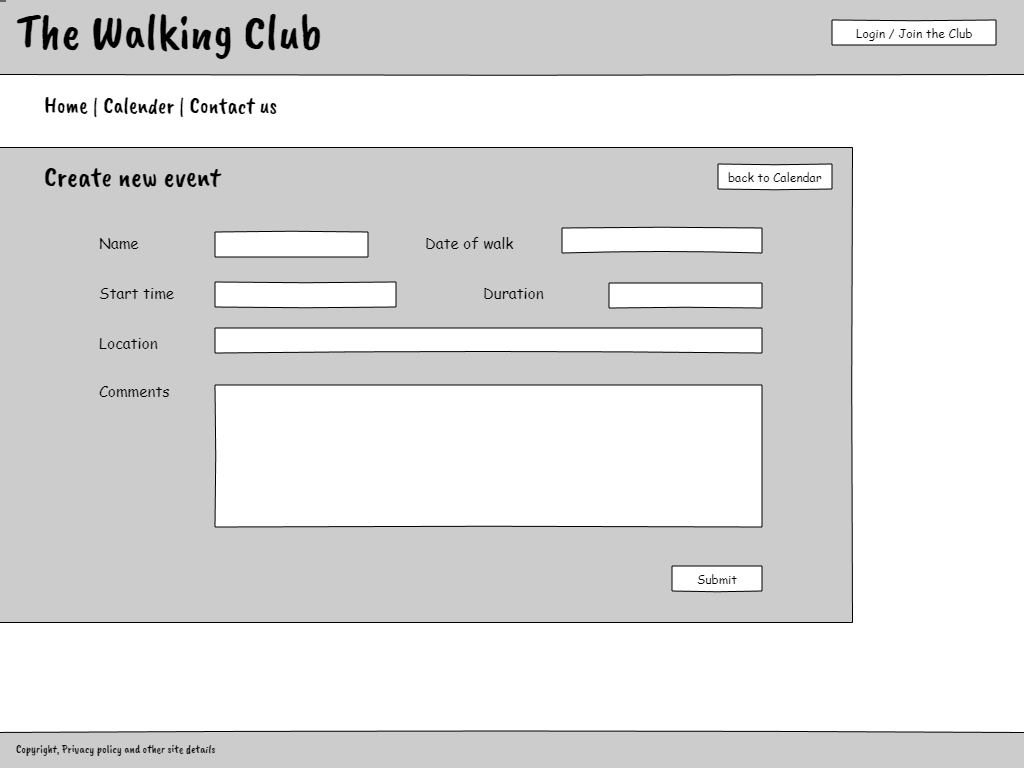 The Walking Club
Login / Join the Club
Home | Calender | Contact us
Create new event
back to Calendar
Name
Date of walk
Start time
Duration
Location
Comments
Submit
Copyright, Privacy policy and other site details